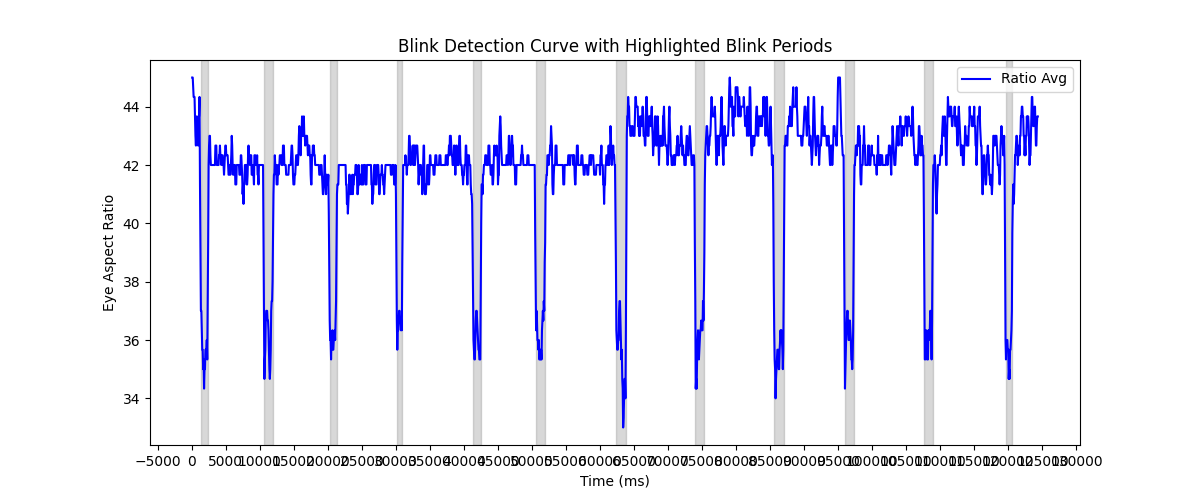 Blink Detection Curve with Highlighted Blink Periods
Ratio Avg
Eye Aspect Ratio
44
42
40
38
36
34
−5000 0 5000 10000 15000 20000 25000 30000 35000 40000 45000 50000 55000 60000 65000 70000 75000 80000 85000 90000 95000 100000 105000 110000 115000 120000 125000 130000
Time (ms)